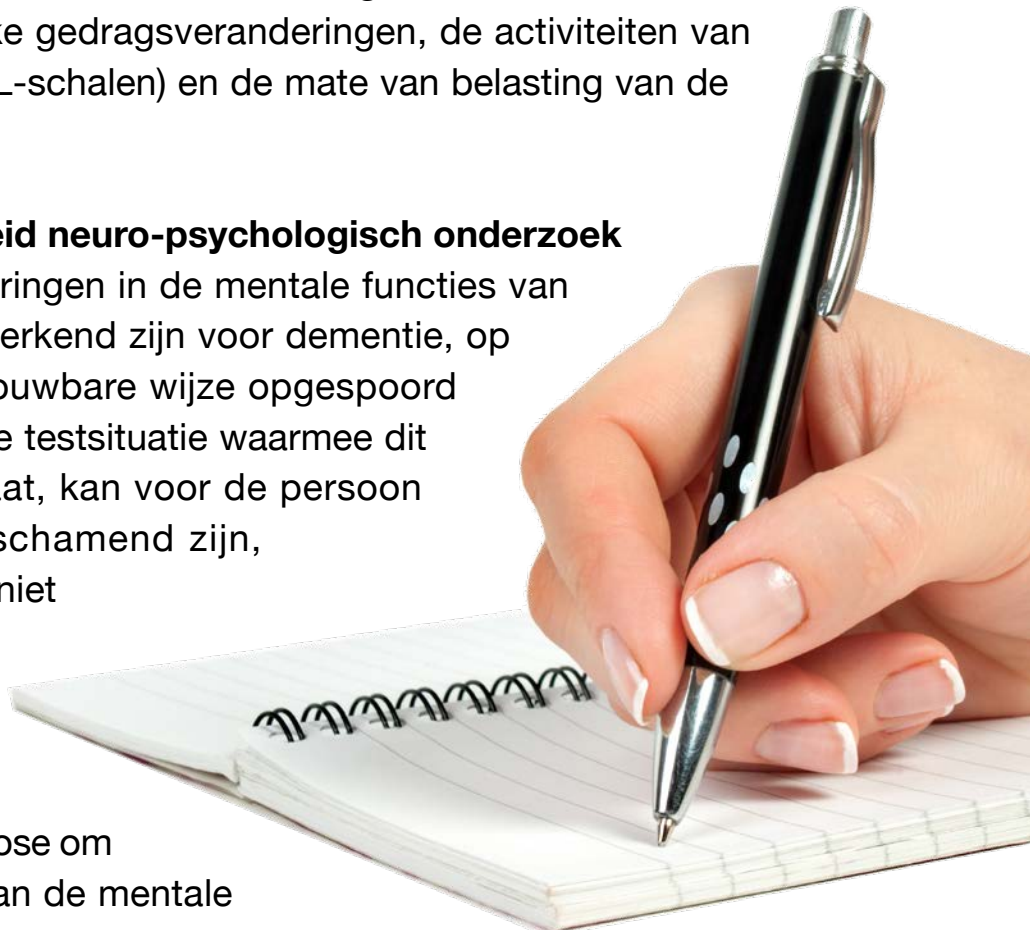 ke gedragsveranderingen, de activiteiten van
L-schalen) en de mate van belasting van de
eid neuro-psychologisch onderzoek
ringen in de mentale functies van
erkend zijn voor dementie, op
ouwbare wijze opgespoord
e testsituatie waarmee dit
at, kan voor de persoon
schamend zijn,
niet
ose om
an de mentale